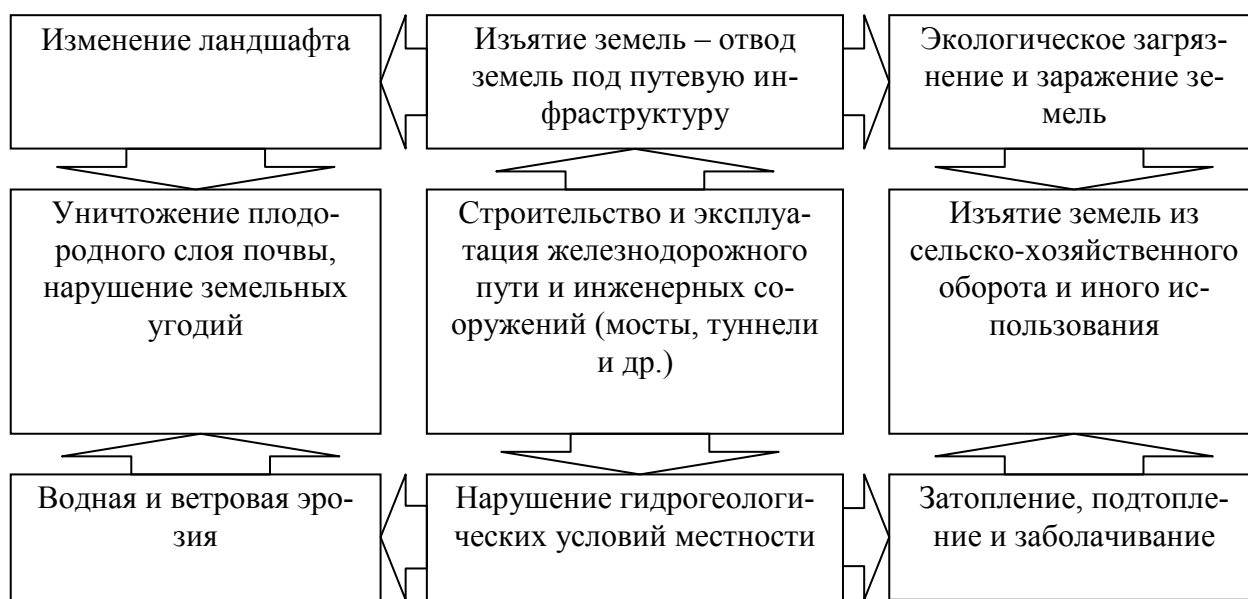 Изменение ландшафта
Изъятие земель – отвод
земель под путевую ин-
фраструктуру
Экологическое загряз-
нение и заражение зе-
мель
Уничтожение плодо-
родного слоя почвы,
нарушение земельных
угодий
Строительство и эксплуа-
тация железнодорожного
пути и инженерных со-
оружений (мосты, туннели
и др.)
Изъятие земель из
сельско-хозяйственного
оборота и иного ис-
пользования
Водная и ветровая эро-
зия
Нарушение гидрогеологи-
ческих условий местности
Затопление, подтопле-
ние и заболачивание